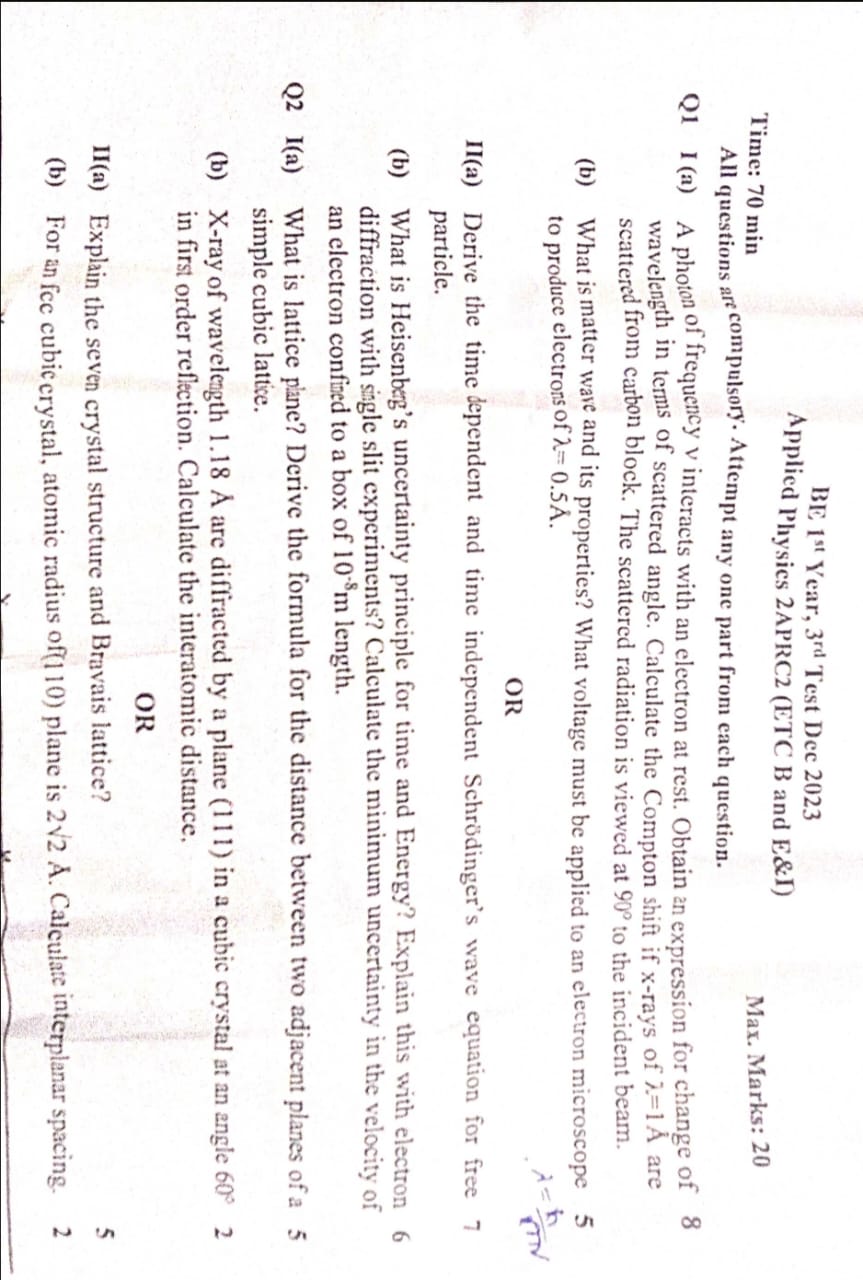 BE 1st Year, 3rd Test Dec 2023
Applied Physics 2APRC2 (ETC B and E&I)
Time: 70 min Max. Marks: 20
All questions are compulsory. Attempt any one part from each question.
Q1 I (a) A photon of frequency ν interacts with an electron at rest. Obtain an expression for change of 8
wavelength in terms of scattered angle. Calculate the Compton shift if x-rays of λ=1 Å are
scattered from carbon block. The scattered radiation is viewed at 90° to the incident beam.
(b) What is matter wave and its properties? What voltage must be applied to an electron microscope 5
to produce electrons of λ= 0.5Å.
λ = h/mv
OR
II(a) Derive the time dependent and time independent Schrödinger's wave equation for free 7
particle.
(b) What is Heisenberg's uncertainty principle for time and Energy? Explain this with electron 6
diffraction with single slit experiments? Calculate the minimum uncertainty in the velocity of
an electron confined to a box of 10⁻⁸m length.
Q2 I(a) What is lattice plane? Derive the formula for the distance between two adjacent planes of a 5
simple cubic lattice.
(b) X-ray of wavelength 1.18 Å are diffracted by a plane (111) in a cubic crystal at an angle 60° 2
in first order reflection. Calculate the interatomic distance.
OR
II(a) Explain the seven crystal structure and Bravais lattice? 5
(b) For an fcc cubic crystal, atomic radius of(110) plane is 2√2 Å. Calculate interplanar spacing. 2